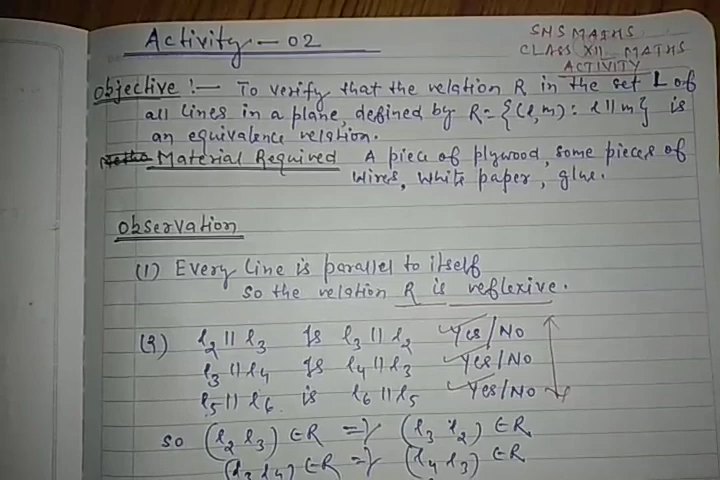 Activity - 02
SNS MATHS
CLASS XII MATHS
ACTIVITY
Objective :- To verify that the relation R in the set L of
all lines in a plane, defined by R = {(l, m) : l || m} is
an equivalence relation.
Material Required A piece of plywood, some pieces of
wires, white paper, glue.
Observation
(1) Every line is parallel to itself
so the relation R is reflexive.
(2) l2 || l3 Is l3 || l2 Yes/No
l3 || l4 Is l4 || l3 Yes/No
l5 || l6 is l6 || l5 Yes/No
so (l2 l3) ∈ R => (l3 l2) ∈ R
(l3 l4) ∈ R => (l4 l3) ∈ R